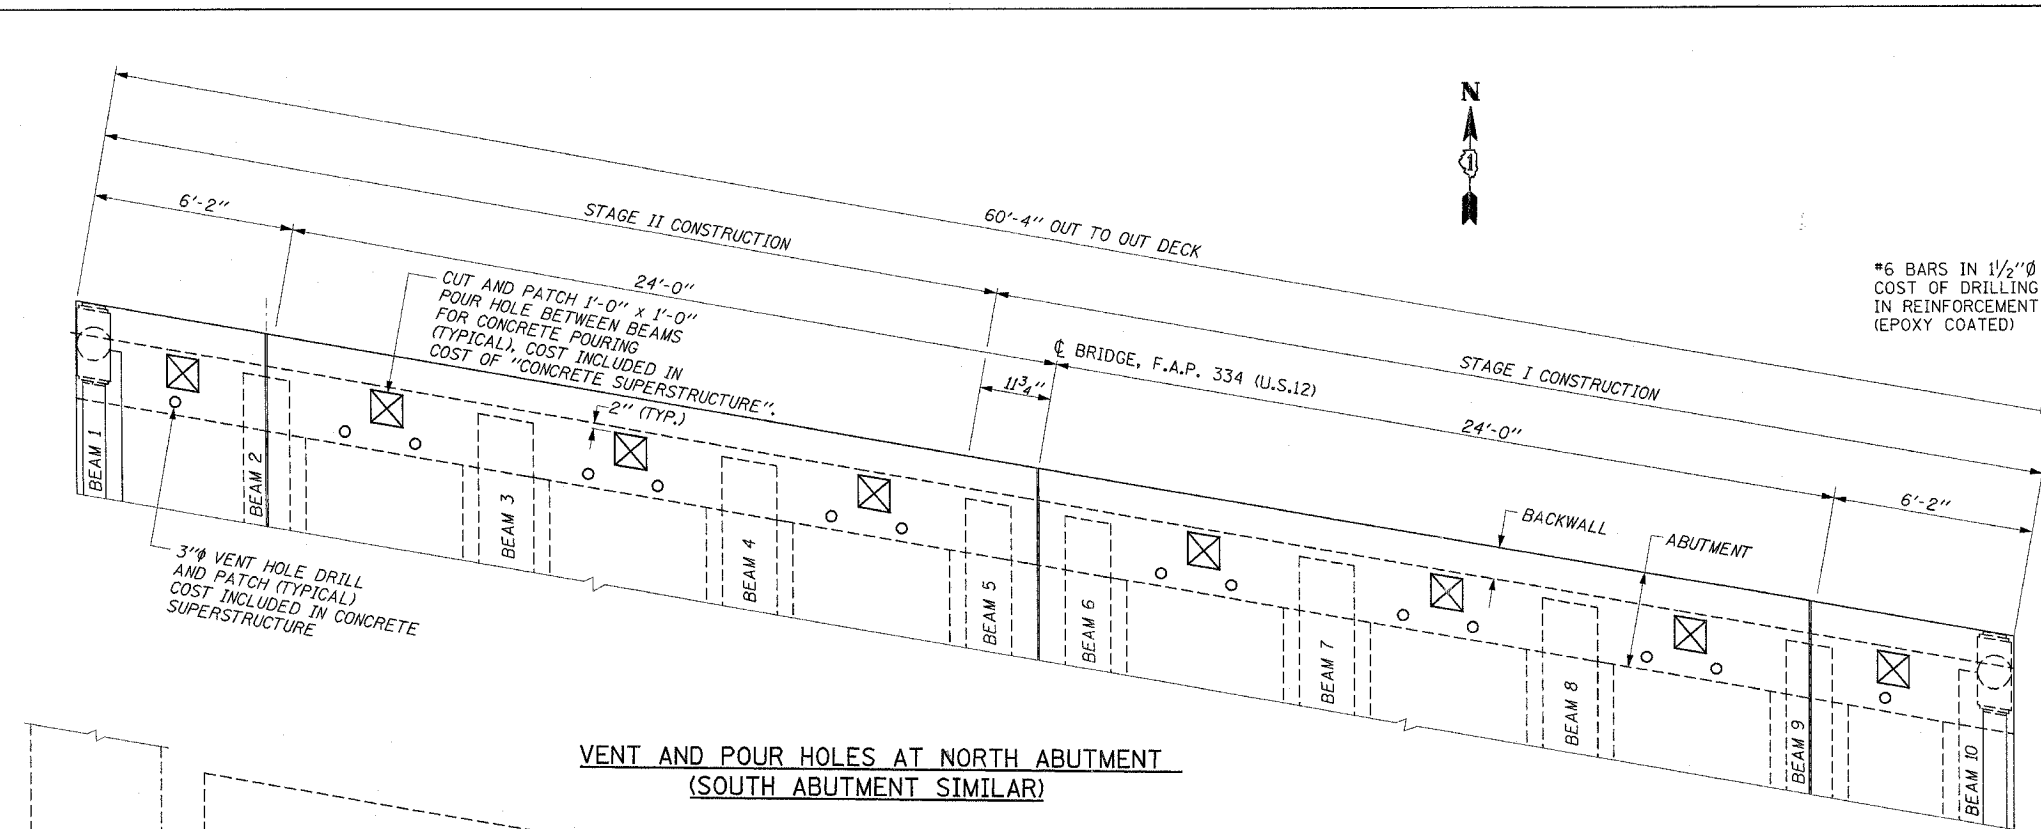 N
1
60'-4" OUT TO OUT DECK
STAGE II CONSTRUCTION
STAGE I CONSTRUCTION
6'-2"
24'-0"
11 3/4"
24'-0"
6'-2"
℄ BRIDGE, F.A.P. 334 (U.S.12)
CUT AND PATCH 1'-0" x 1'-0"
POUR HOLE BETWEEN BEAMS
FOR CONCRETE POURING
(TYPICAL). COST INCLUDED IN
COST OF "CONCRETE SUPERSTRUCTURE".
2" (TYP.)
#6 BARS IN 1 1/2"Ø
COST OF DRILLING
IN REINFORCEMENT
(EPOXY COATED)
BACKWALL
ABUTMENT
BEAM 1
BEAM 2
BEAM 3
BEAM 4
BEAM 5
BEAM 6
BEAM 7
BEAM 8
BEAM 9
BEAM 10
3"Ø VENT HOLE DRILL
AND PATCH (TYPICAL)
COST INCLUDED IN CONCRETE
SUPERSTRUCTURE
VENT AND POUR HOLES AT NORTH ABUTMENT
(SOUTH ABUTMENT SIMILAR)